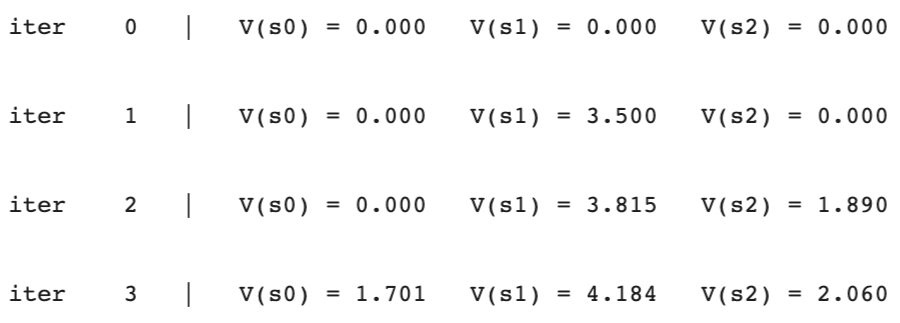 iter 0 | V(s0) = 0.000 V(s1) = 0.000 V(s2) = 0.000
iter 1 | V(s0) = 0.000 V(s1) = 3.500 V(s2) = 0.000
iter 2 | V(s0) = 0.000 V(s1) = 3.815 V(s2) = 1.890
iter 3 | V(s0) = 1.701 V(s1) = 4.184 V(s2) = 2.060